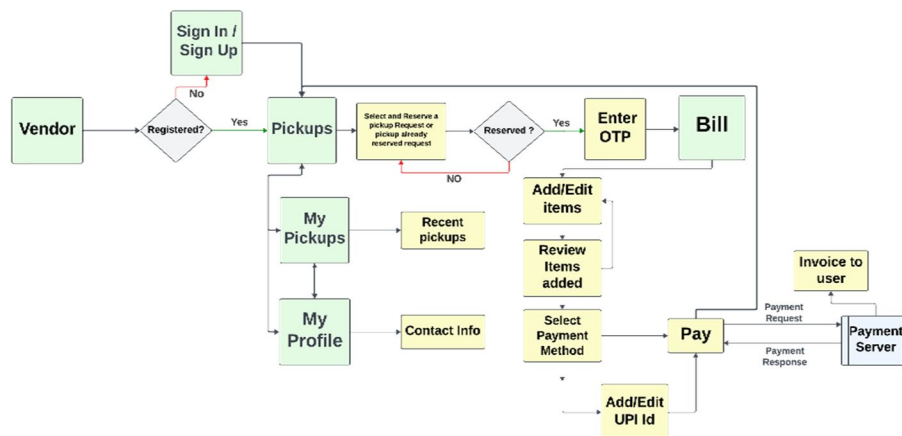 Sign In /
Sign Up
No
Vendor
Registered?
Yes
Pickups
Select and Reserve a
pickup Request or
pickup already
reserved request
Reserved ?
Yes
NO
Enter
OTP
Bill
Add/Edit
items
My
Pickups
Recent
pickups
Review
Items
added
Invoice to
user
My
Profile
Contact Info
Select
Payment
Method
Pay
Payment
Request
Payment
Response
Payment
Server
Add/Edit
UPI Id